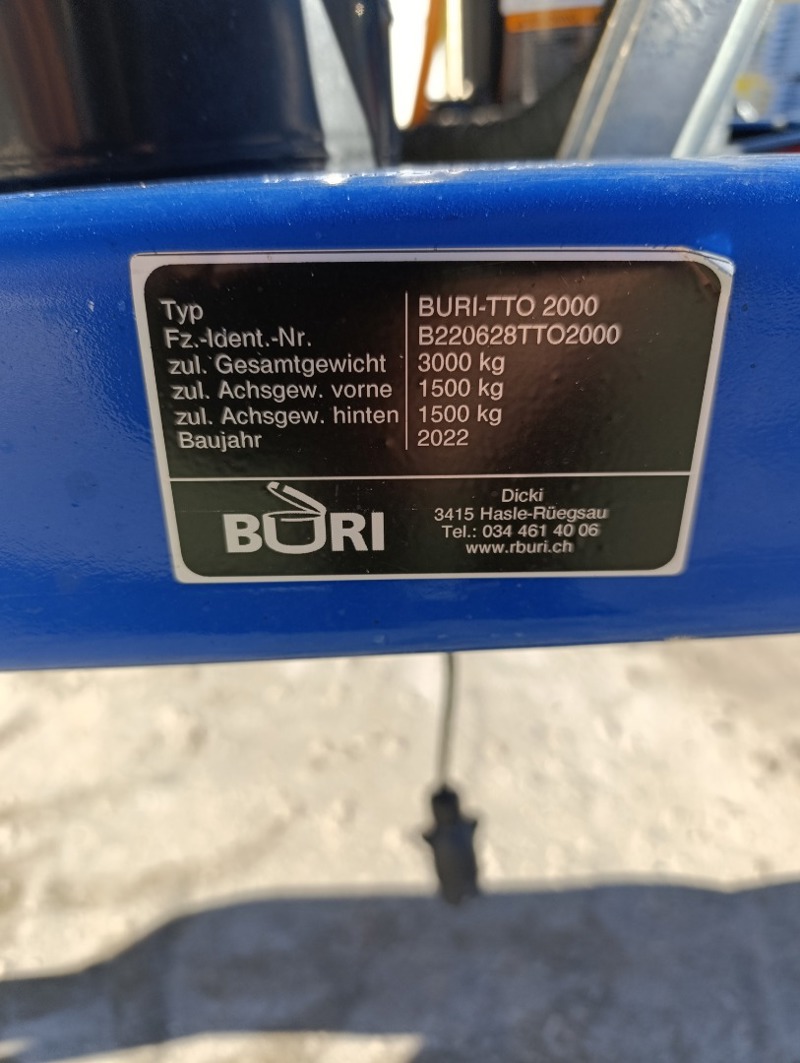 Typ BURI-TTO 2000
Fz.-Ident.-Nr. B220628TTO2000
zul. Gesamtgewicht 3000 kg
zul. Achsgew. vorne 1500 kg
zul. Achsgew. hinten 1500 kg
Baujahr 2022
BURI
Dicki
3415 Hasle-Rüegsau
Tel.: 034 461 40 06
www.rburi.ch